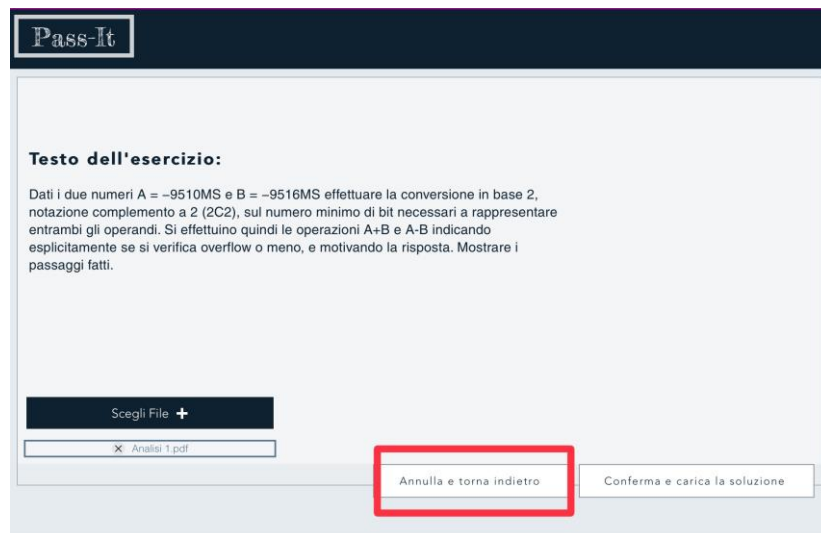 Pass-It
Testo dell'esercizio:
Dati i due numeri A = −9510MS e B = −9516MS effettuare la conversione in base 2,
notazione complemento a 2 (2C2), sul numero minimo di bit necessari a rappresentare
entrambi gli operandi. Si effettuino quindi le operazioni A+B e A-B indicando
esplicitamente se si verifica overflow o meno, e motivando la risposta. Mostrare i
passaggi fatti.
Scegli File +
X Analisi 1.pdf
Annulla e torna indietro
Conferma e carica la soluzione